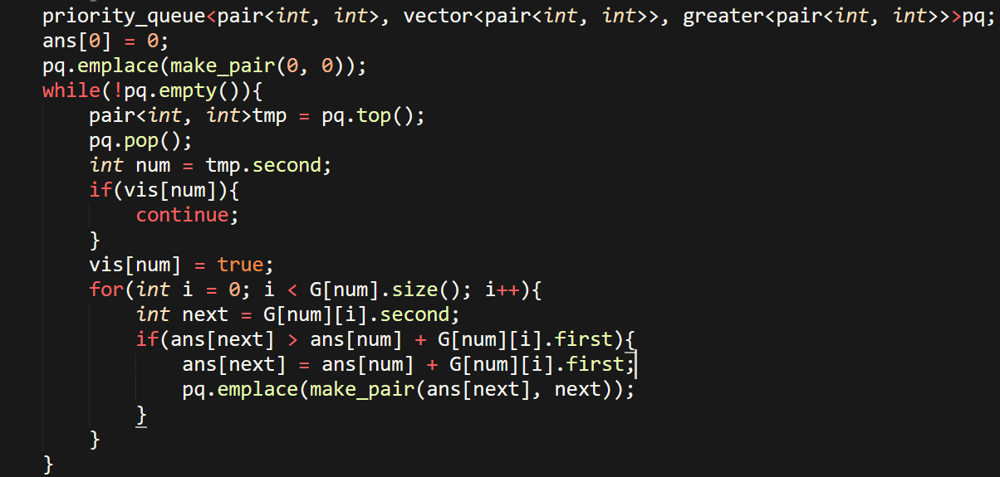 priority_queue<pair<int, int>, vector<pair<int, int>>, greater<pair<int, int>>>pq;
ans[0] = 0;
pq.emplace(make_pair(0, 0));
while(!pq.empty()){
    pair<int, int>tmp = pq.top();
    pq.pop();
    int num = tmp.second;
    if(vis[num]){
        continue;
    }
    vis[num] = true;
    for(int i = 0; i < G[num].size(); i++){
        int next = G[num][i].second;
        if(ans[next] > ans[num] + G[num][i].first){
            ans[next] = ans[num] + G[num][i].first;
            pq.emplace(make_pair(ans[next], next));
        }
    }
}